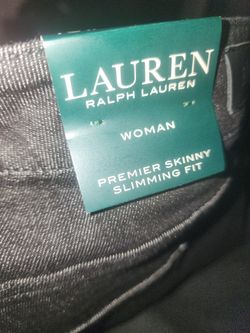 LAUREN
RALPH LAUREN
WOMAN
PREMIER SKINNY
SLIMMING FIT